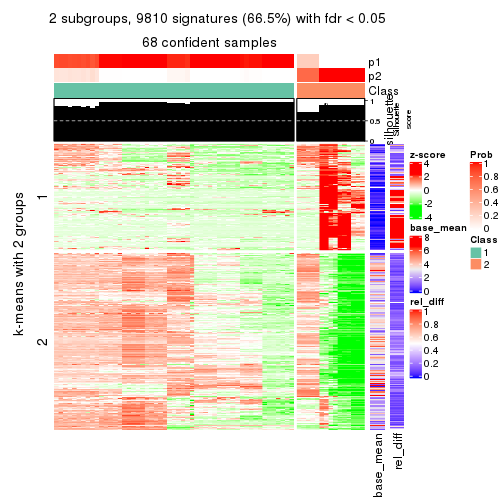 2 subgroups, 9810 signatures (66.5%) with fdr < 0.05
68 confident samples
p1
p2
Class
1
0.5
0
silhouette
Silhouette
score
k-means with 2 groups
1
2
base_mean
rel_diff
z-score
4
2
0
-2
-4
base_mean
8
6
4
2
0
rel_diff
1
0.8
0.6
0.4
0.2
0
Prob
1
0.8
0.6
0.4
0.2
0
Class
1
2